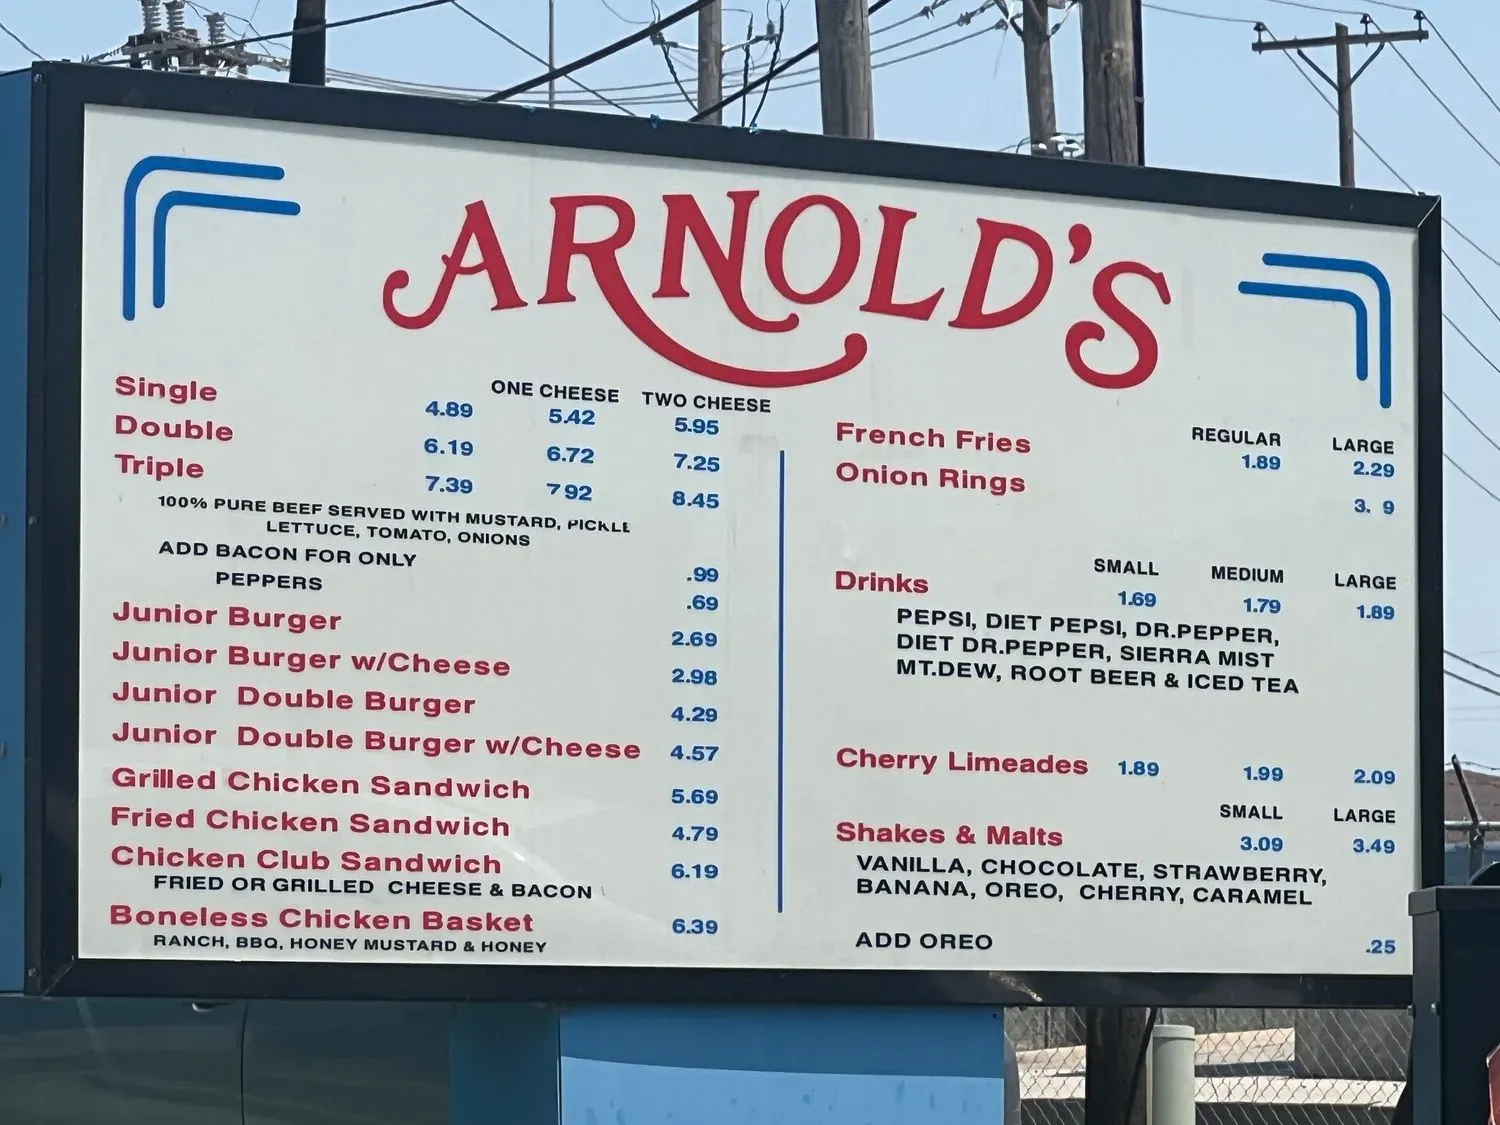 ARNOLD'S
ONE CHEESE TWO CHEESE
Single 4.89 5.42 5.95
Double 6.19 6.72 7.25
Triple 7.39 7 92 8.45
100% PURE BEEF SERVED WITH MUSTARD, PICKLE
LETTUCE, TOMATO, ONIONS
ADD BACON FOR ONLY .99
PEPPERS .69
Junior Burger 2.69
Junior Burger w/Cheese 2.98
Junior Double Burger 4.29
Junior Double Burger w/Cheese 4.57
Grilled Chicken Sandwich 5.69
Fried Chicken Sandwich 4.79
Chicken Club Sandwich 6.19
FRIED OR GRILLED CHEESE & BACON
Boneless Chicken Basket 6.39
RANCH, BBQ, HONEY MUSTARD & HONEY
REGULAR LARGE
French Fries 1.89 2.29
Onion Rings 3. 9
SMALL MEDIUM LARGE
Drinks 1.69 1.79 1.89
PEPSI, DIET PEPSI, DR.PEPPER,
DIET DR.PEPPER, SIERRA MIST
MT.DEW, ROOT BEER & ICED TEA
Cherry Limeades 1.89 1.99 2.09
SMALL LARGE
Shakes & Malts 3.09 3.49
VANILLA, CHOCOLATE, STRAWBERRY,
BANANA, OREO, CHERRY, CARAMEL
ADD OREO .25